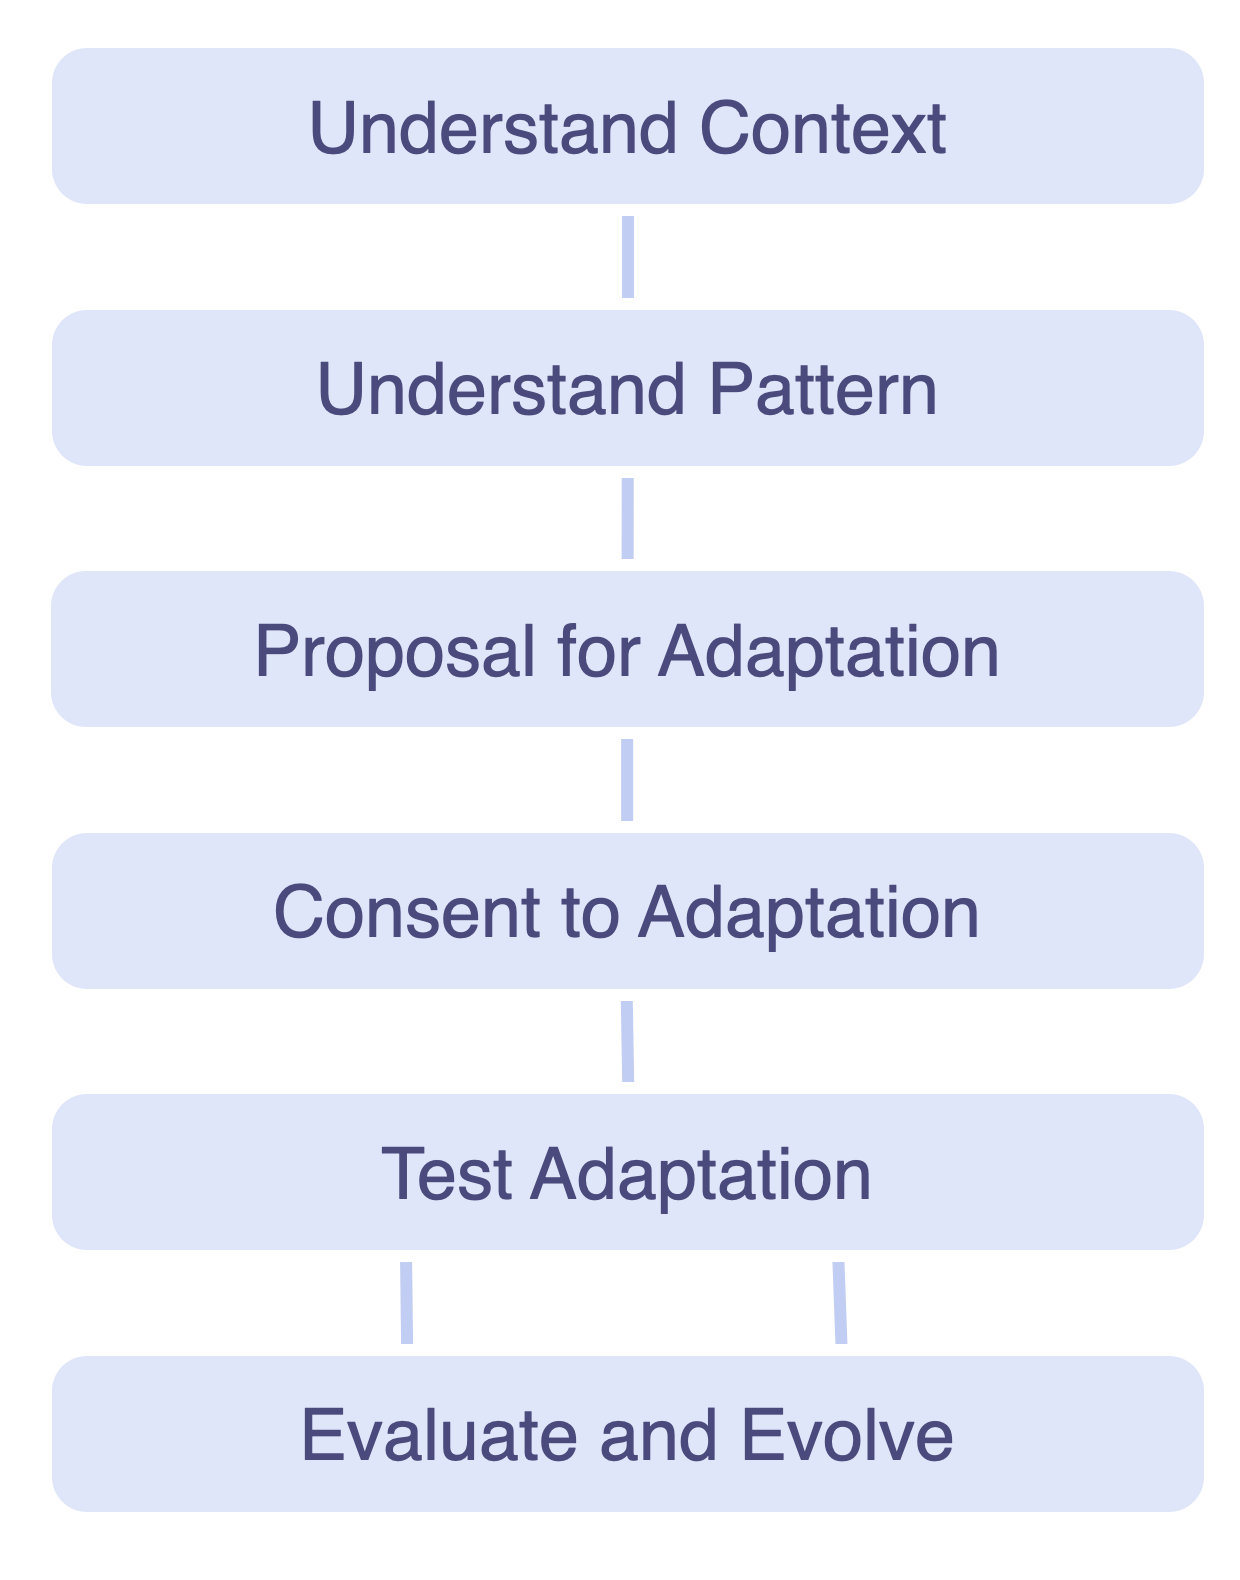 Understand Context
Understand Pattern
Proposal for Adaptation
Consent to Adaptation
Test Adaptation
Evaluate and Evolve